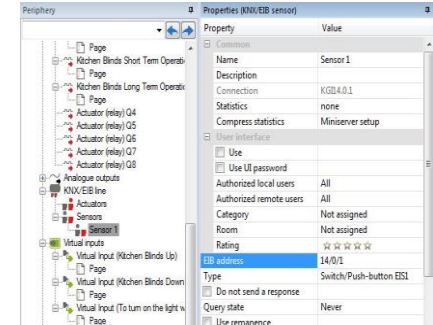 Periphery
Page
Kitchen Blinds Short Term Operati
Page
Kitchen Blinds Long Term Operatio
Page
Actuator (relay) Q4
Actuator (relay) Q5
Actuator (relay) Q6
Actuator (relay) Q7
Actuator (relay) Q8
Analogue outputs
KNX/EIB line
Actuators
Sensors
Sensor 1
Virtual inputs
Virtual Input (Kitchen Blinds Up)
Page
Virtual Input (Kitchen Blinds Down
Page
Virtual Input (To turn on the light w
Page
Properties (KNX/EIB sensor)
Property Value
Common
Name Sensor 1
Description
Connection KGI14.0.1
Statistics none
Compress statistics Miniserver setup
User interface
Use
Use UI password
Authorized local users All
Authorized remote users All
Category Not assigned
Room Not assigned
Rating
EIB address 14/0/1
Type Switch/Push-button EIS1
Do not send a response
Query state Never
Use remanence